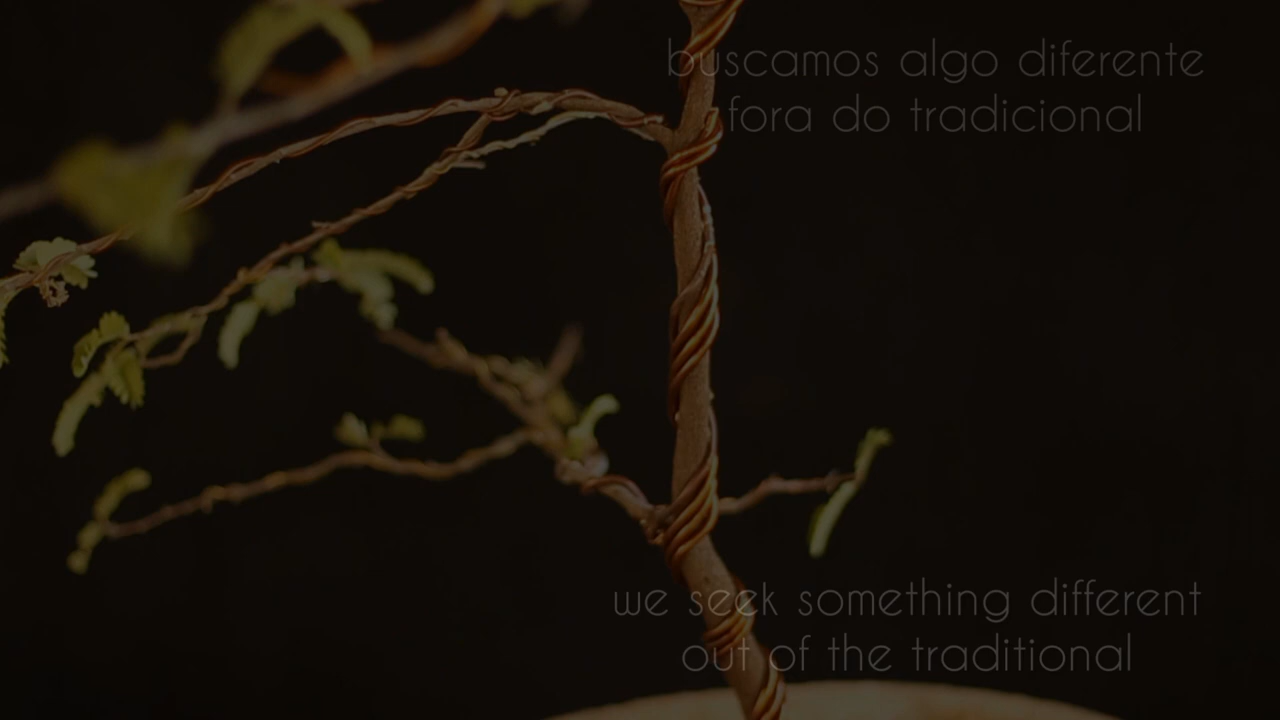 buscamos algo diferente
fora do tradicional
we seek something different
out of the traditional